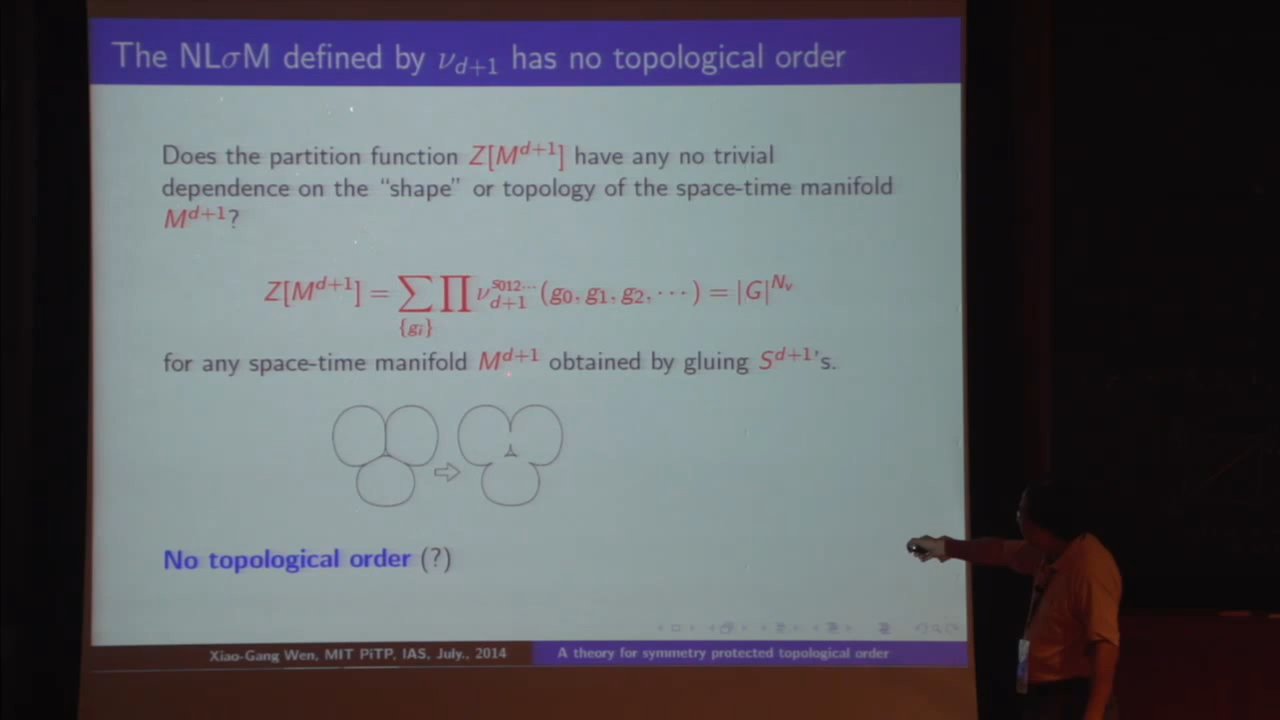 The NLσM defined by ν_{d+1} has no topological order
Does the partition function Z[M^{d+1}] have any no trivial
dependence on the “shape” or topology of the space-time manifold
M^{d+1}?
Z[M^{d+1}] = ∑_{\{g_i\}} ∏ ν_{d+1}^{s_{012···}} (g_0, g_1, g_2, ···) = |G|^{N_v}
for any space-time manifold M^{d+1} obtained by gluing S^{d+1}’s.
No topological order (?)
Xiao-Gang Wen, MIT PiTP, IAS, July., 2014
A theory for symmetry protected topological order